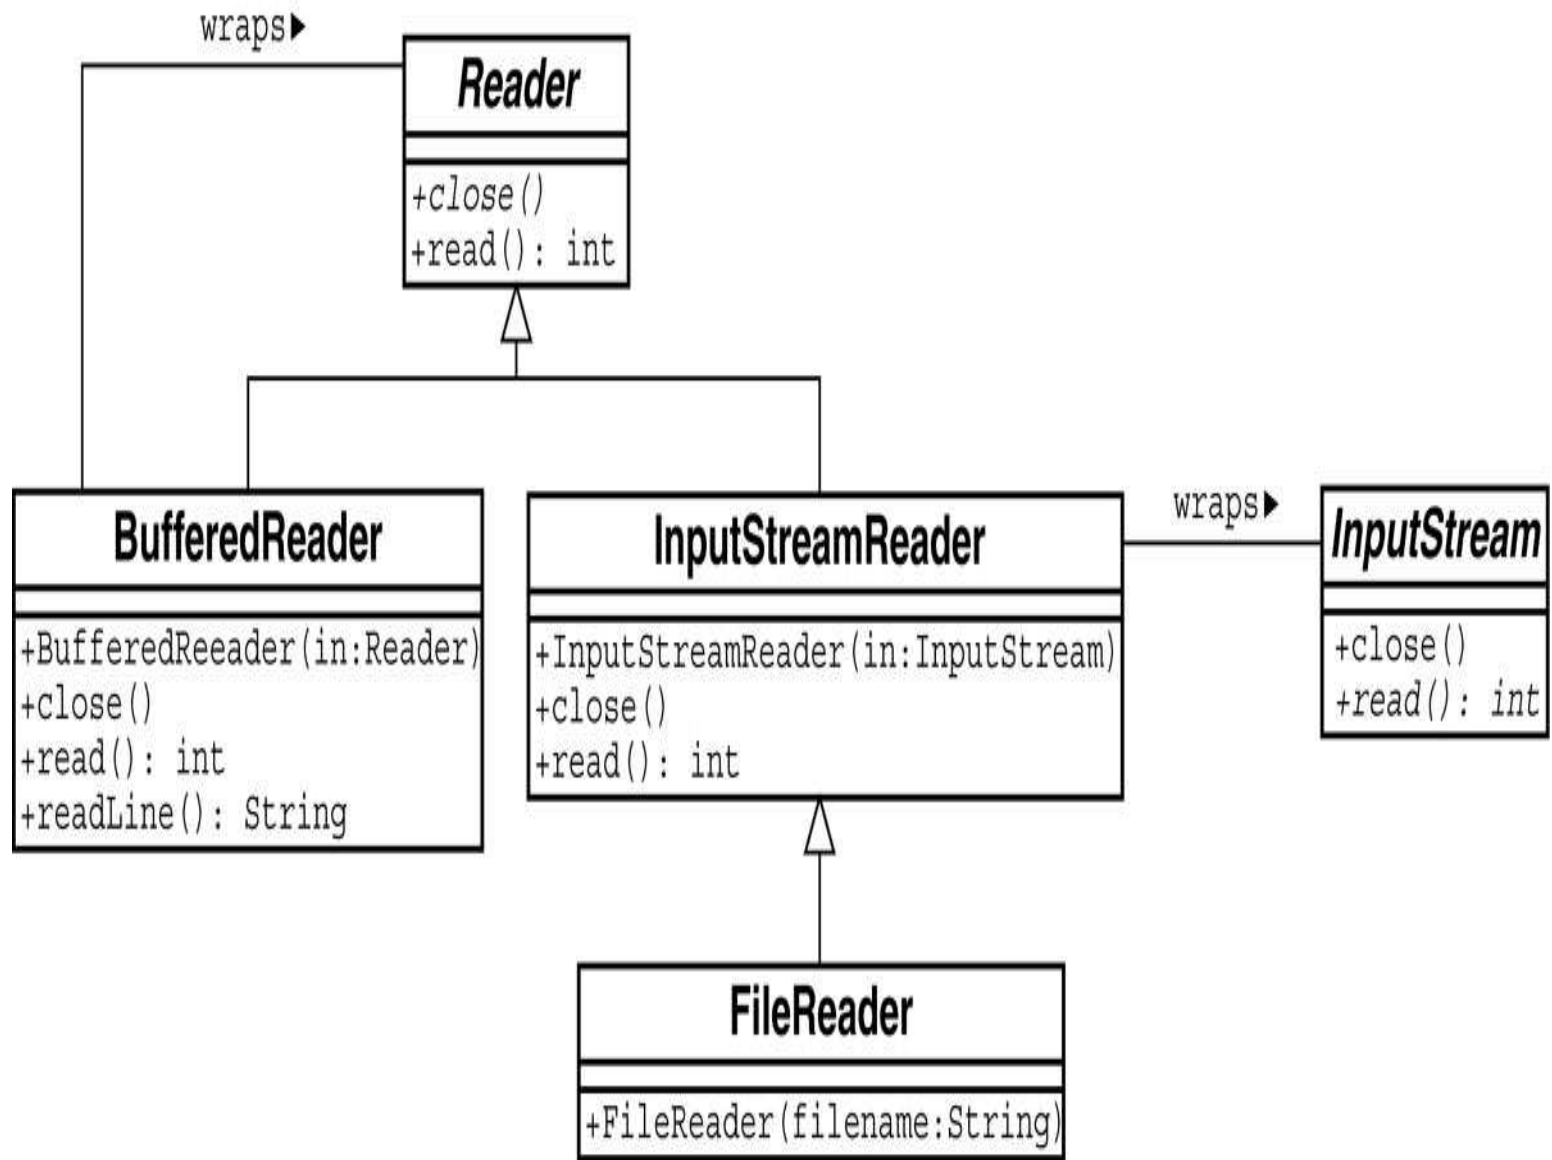 wraps▶
Reader
+close()
+read(): int
BufferedReader
+BufferedReeader(in:Reader)
+close()
+read(): int
+readLine(): String
InputStreamReader
+InputStreamReader(in:InputStream)
+close()
+read(): int
wraps▶
InputStream
+close()
+read(): int
FileReader
+FileReader(filename:String)